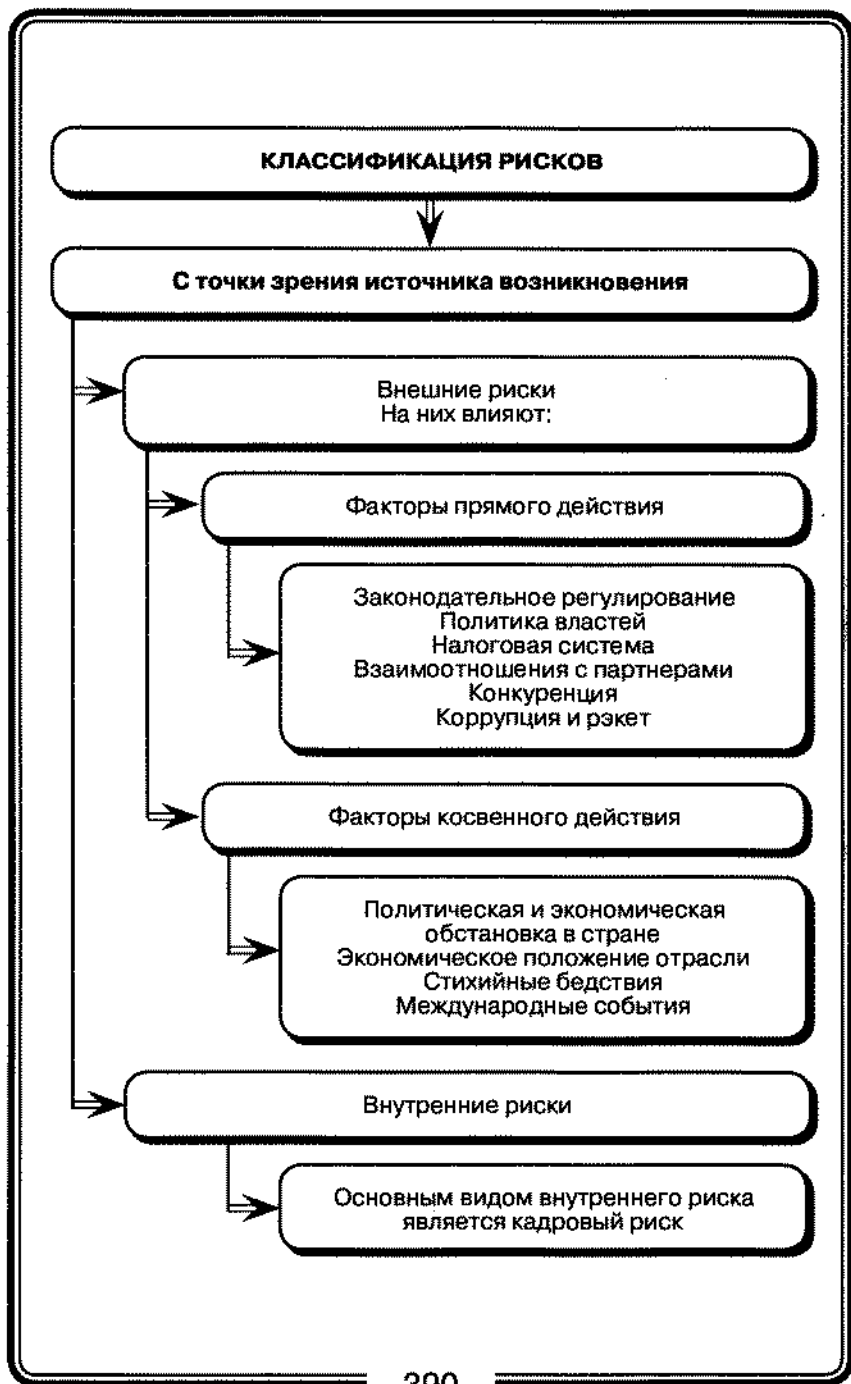 КЛАССИФИКАЦИЯ РИСКОВ
С точки зрения источника возникновения
Внешние риски
На них влияют:
Факторы прямого действия
Законодательное регулирование
Политика властей
Налоговая система
Взаимоотношения с партнерами
Конкуренция
Коррупция и рэкет
Факторы косвенного действия
Политическая и экономическая
обстановка в стране
Экономическое положение отрасли
Стихийные бедствия
Международные события
Внутренние риски
Основным видом внутреннего риска
является кадровый риск